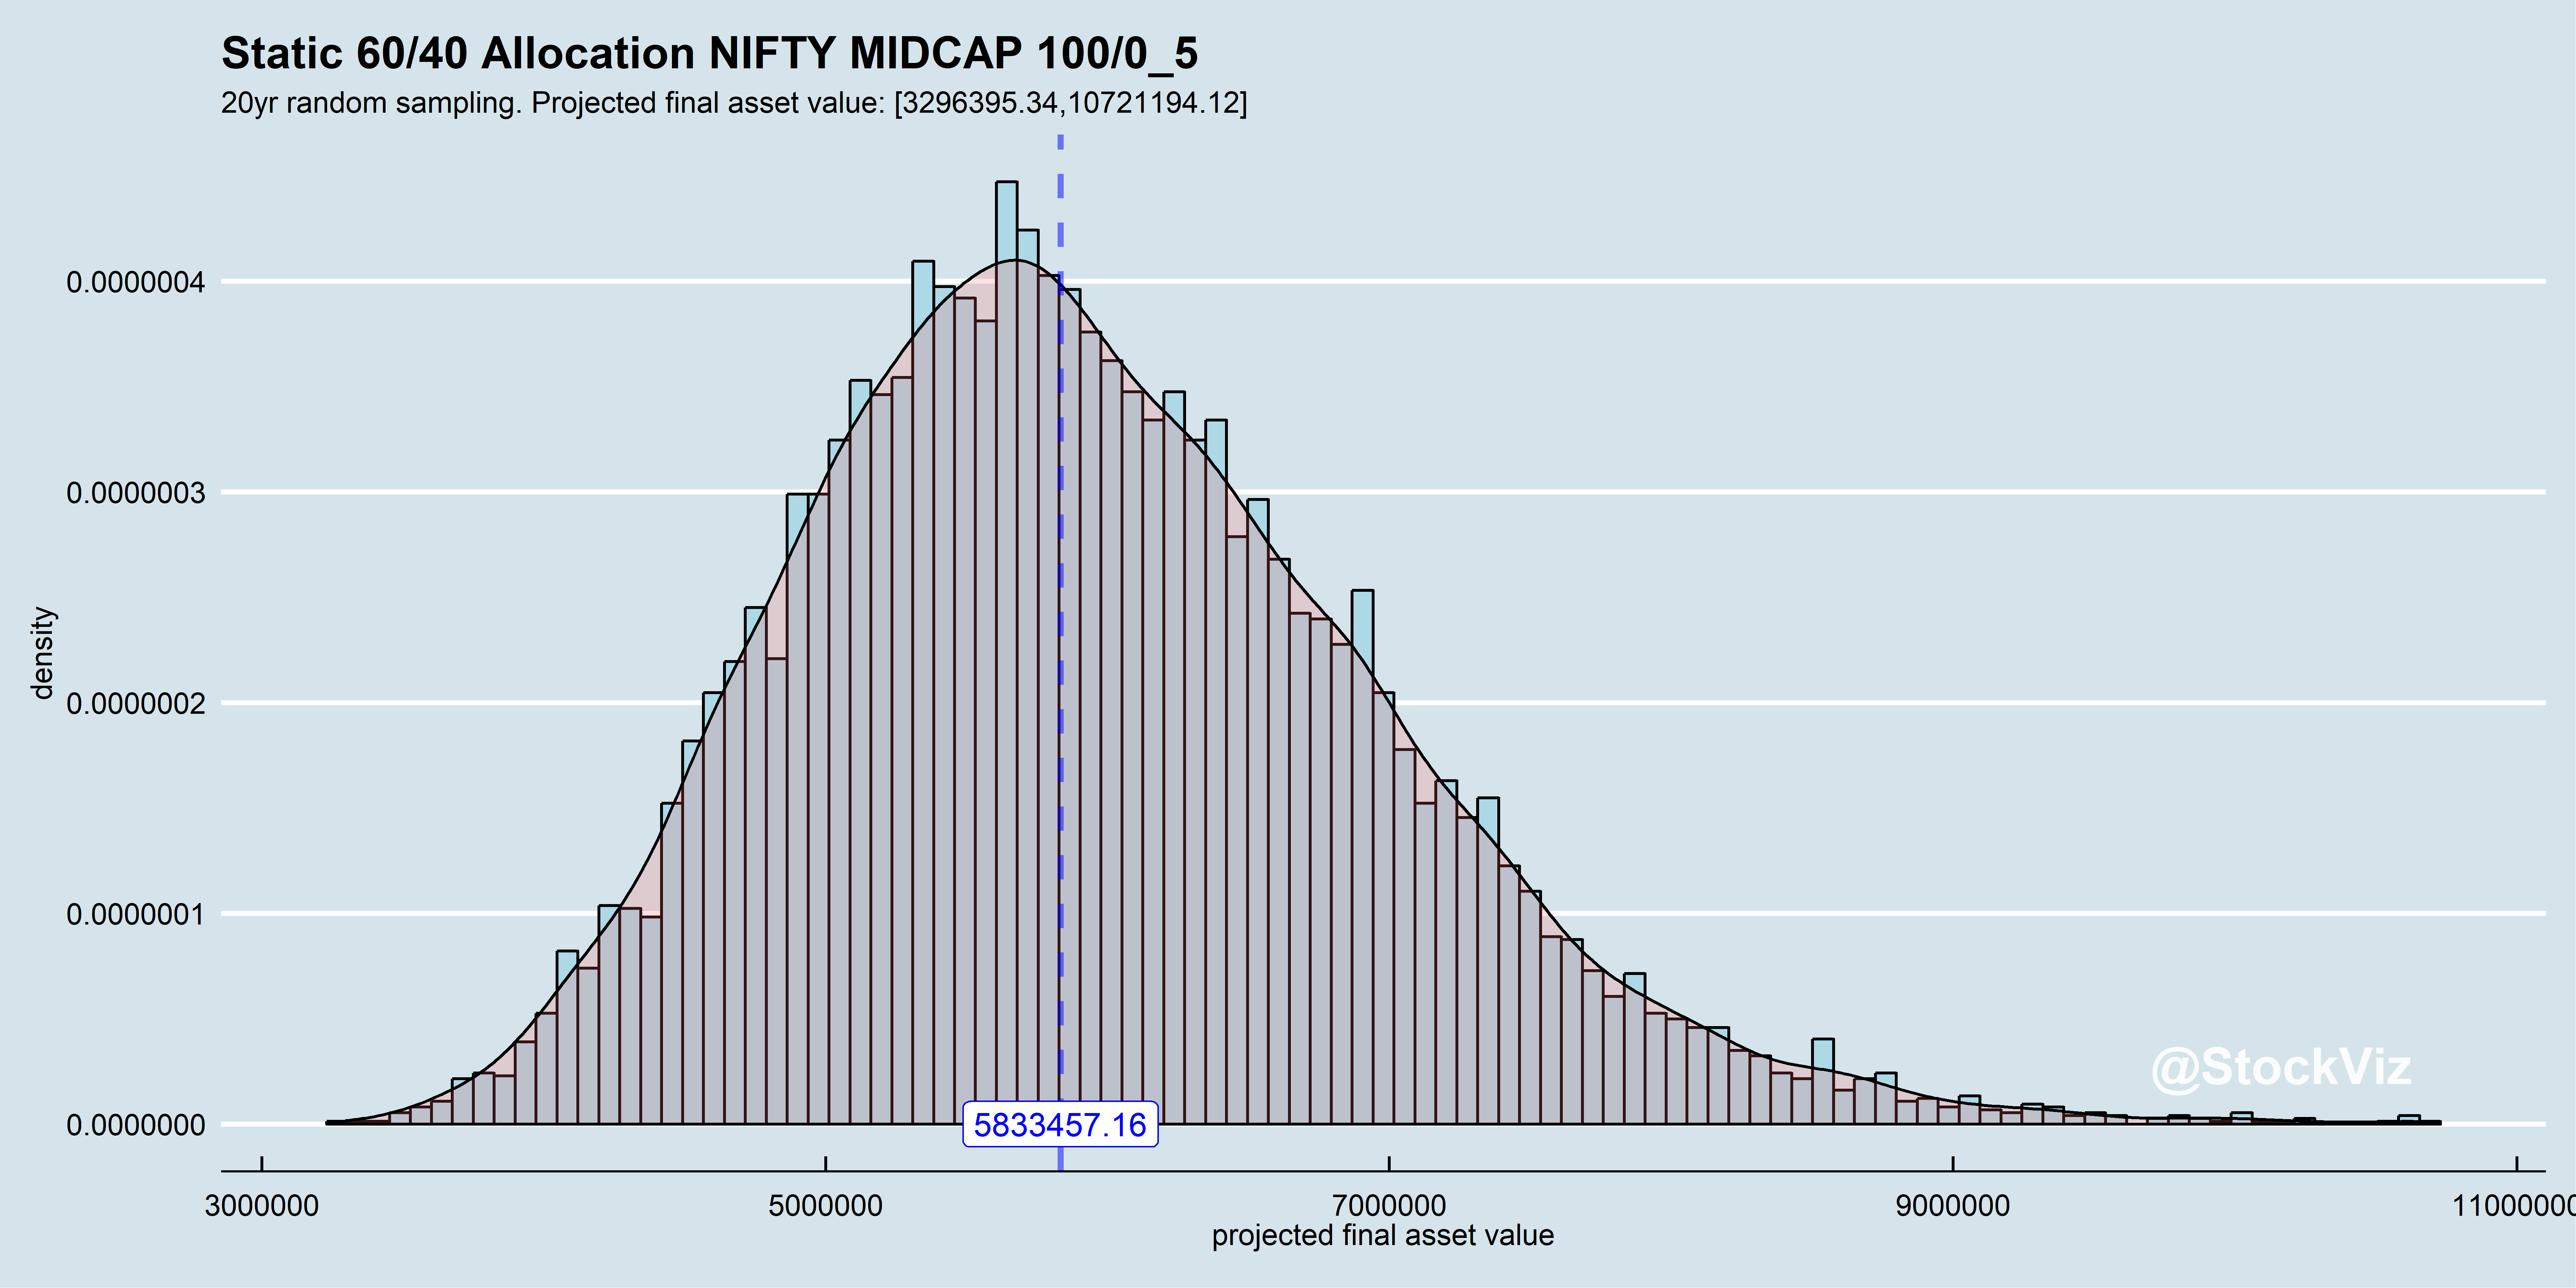 Static 60/40 Allocation NIFTY MIDCAP 100/0_5
20yr random sampling. Projected final asset value: [3296395.34,10721194.12]
0.0000004
0.0000003
0.0000002
0.0000001
0.0000000
density
5833457.16
@StockViz
3000000
5000000
7000000
9000000
1100000
projected final asset value